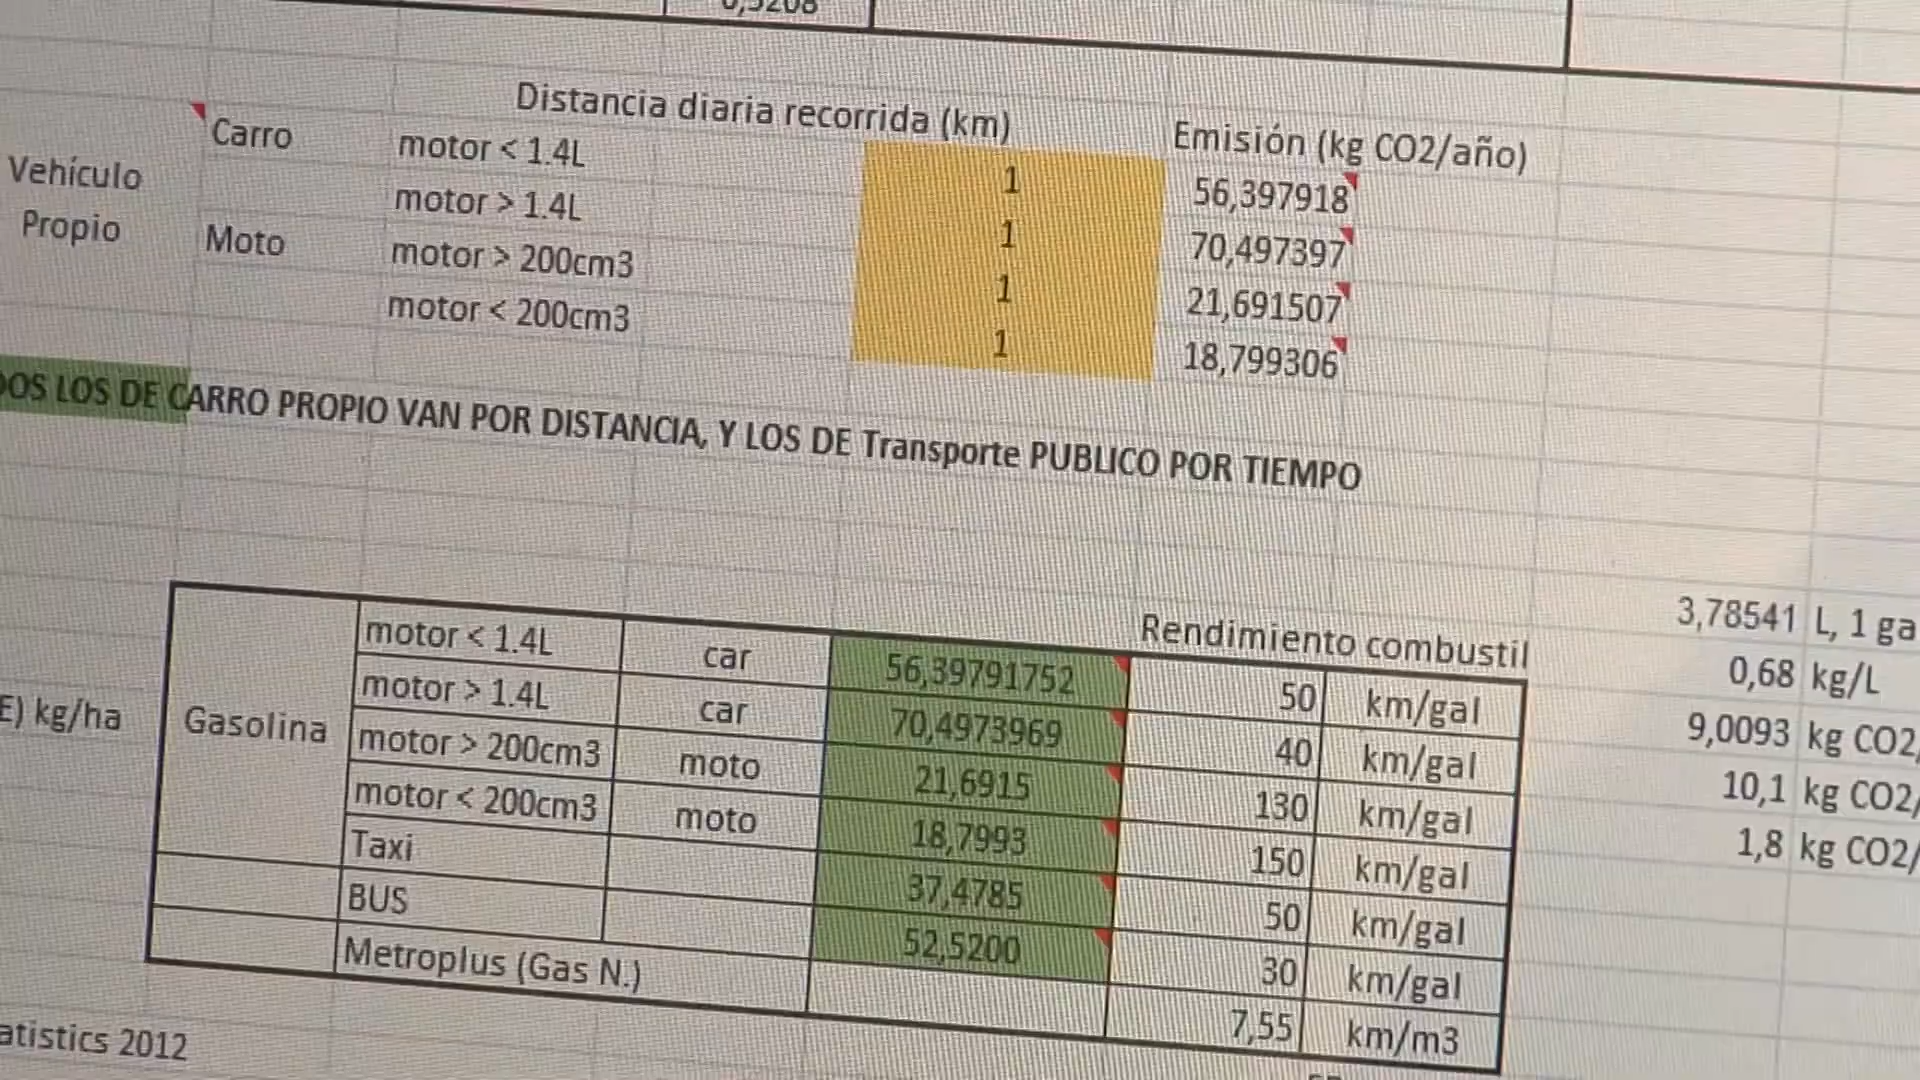 0,5208
Distancia diaria recorrida (km) Emisión (kg CO2/año)
Vehículo Propio Carro motor < 1.4L 1 56,397918
motor > 1.4L 1 70,497397
Moto motor > 200cm3 1 21,691507
motor < 200cm3 1 18,799306
DOS LOS DE CARRO PROPIO VAN POR DISTANCIA, Y LOS DE Transporte PUBLICO POR TIEMPO
Rendimiento combustil
E) kg/ha Gasolina motor < 1.4L car 56,39791752 50 km/gal
motor > 1.4L car 70,4973969 40 km/gal
motor > 200cm3 moto 21,6915 130 km/gal
motor < 200cm3 moto 18,7993 150 km/gal
Taxi 37,4785 50 km/gal
BUS 52,5200 30 km/gal
Metroplus (Gas N.) 7,55 km/m3
3,78541 L, 1 ga
0,68 kg/L
9,0093 kg CO2/
10,1 kg CO2/
1,8 kg CO2/
atistics 2012